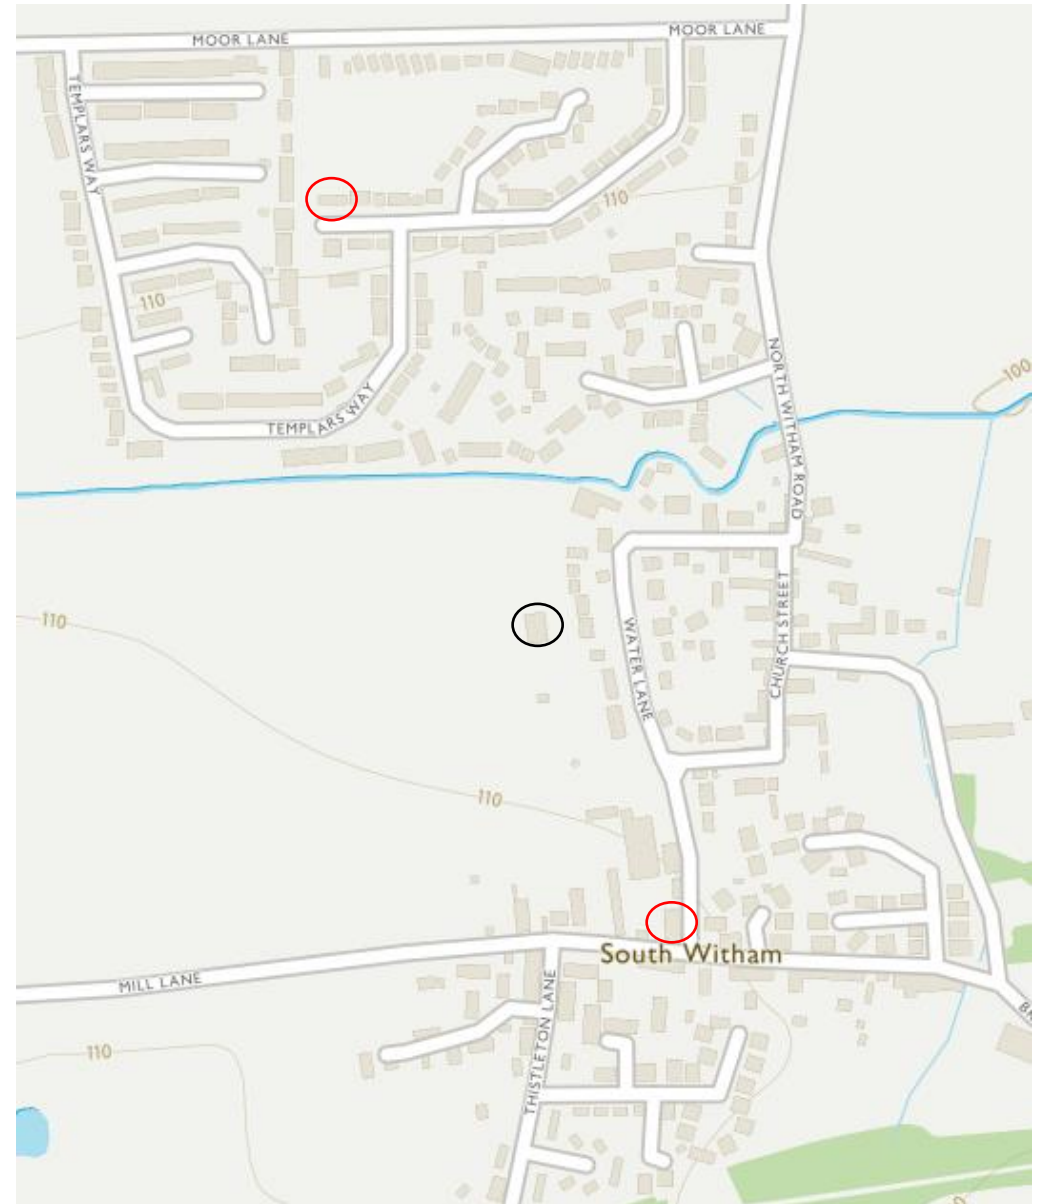 MOOR LANE
MOOR LANE
TEMPLARS WAY
110
110
NORTH WITHAM ROAD
100
TEMPLARS WAY
110
WATER LANE
CHURCH STREET
110
South Witham
MILL LANE
THISTLETON LANE
110